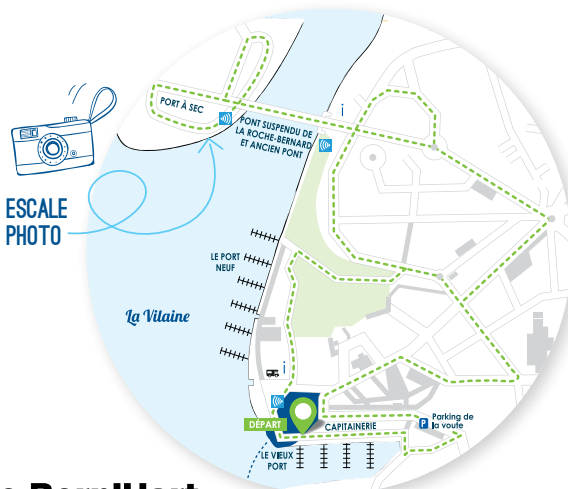 PORT À SEC
i
PONT SUSPENDU DE
LA ROCHE-BERNARD
ET ANCIEN PONT
ESCALE
PHOTO
LE PORT
NEUF
La Vilaine
i
DÉPART
CAPITAINERIE
P
Parking de
la voute
LE VIEUX
PORT